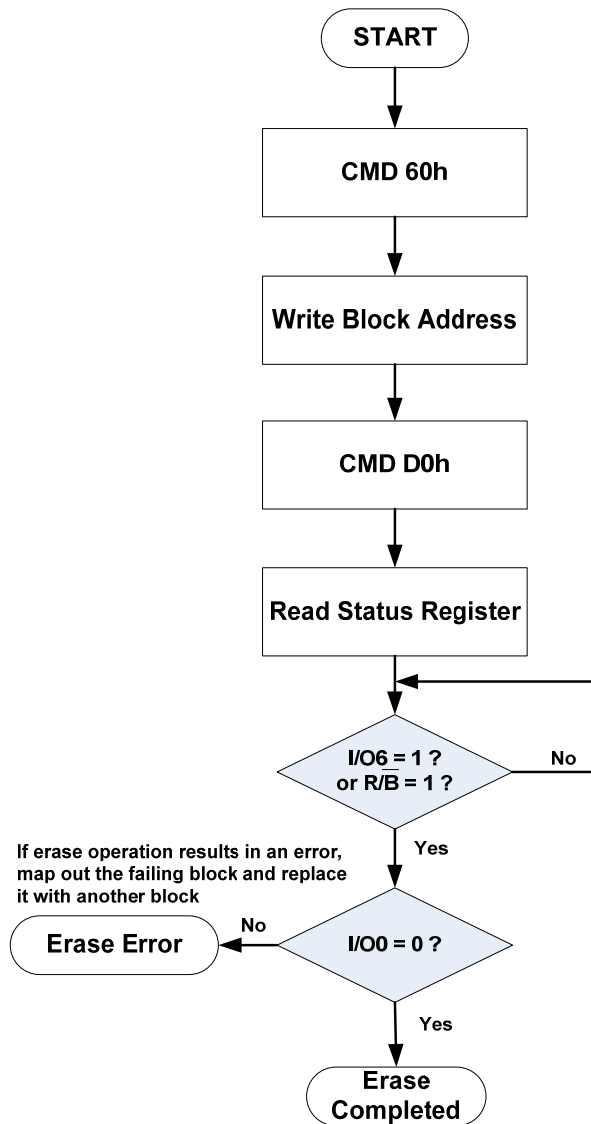 START
CMD 60h
Write Block Address
CMD D0h
Read Status Register
I/O6 = 1 ?
or R/B̅ = 1 ?
No
Yes
If erase operation results in an error,
map out the failing block and replace
it with another block
Erase Error
No
I/O0 = 0 ?
Yes
Erase
Completed